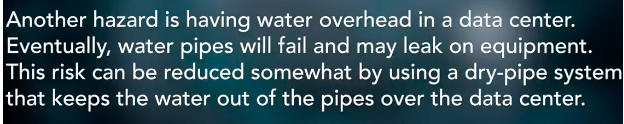 Another hazard is having water overhead in a data center.
Eventually, water pipes will fail and may leak on equipment.
This risk can be reduced somewhat by using a dry-pipe system
that keeps the water out of the pipes over the data center.